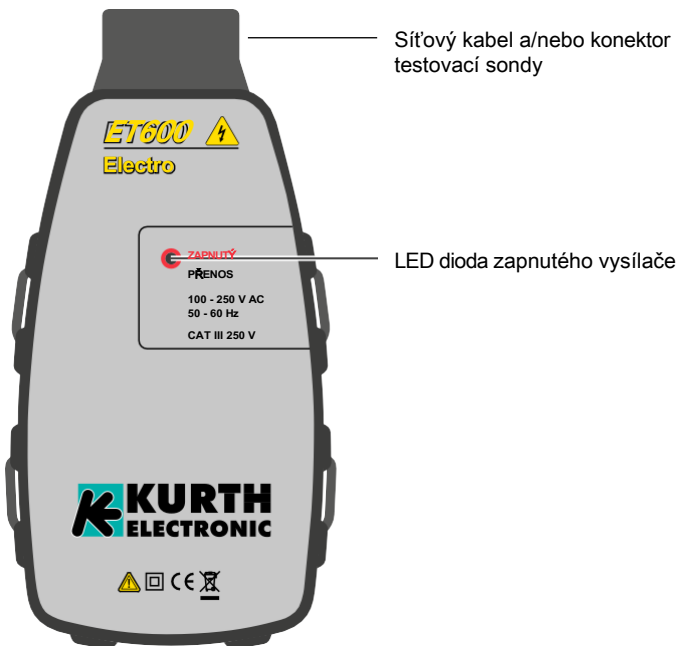 Síťový kabel a/nebo konektor
testovací sondy
ET600
Electro
LED dioda zapnutého vysílače
ZAPNUTÝ
PŘENOS
100 - 250 V AC
50 - 60 Hz
CAT III 250 V
KURTH
ELECTRONIC
CE